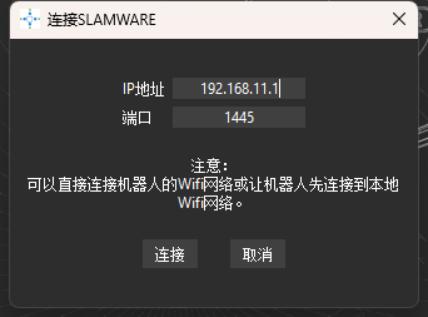 连接SLAMWARE
IP地址 192.168.11.1
端口 1445
注意：
可以直接连接机器人的Wifi网络或让机器人先连接到本地
Wifi网络。
连接 取消